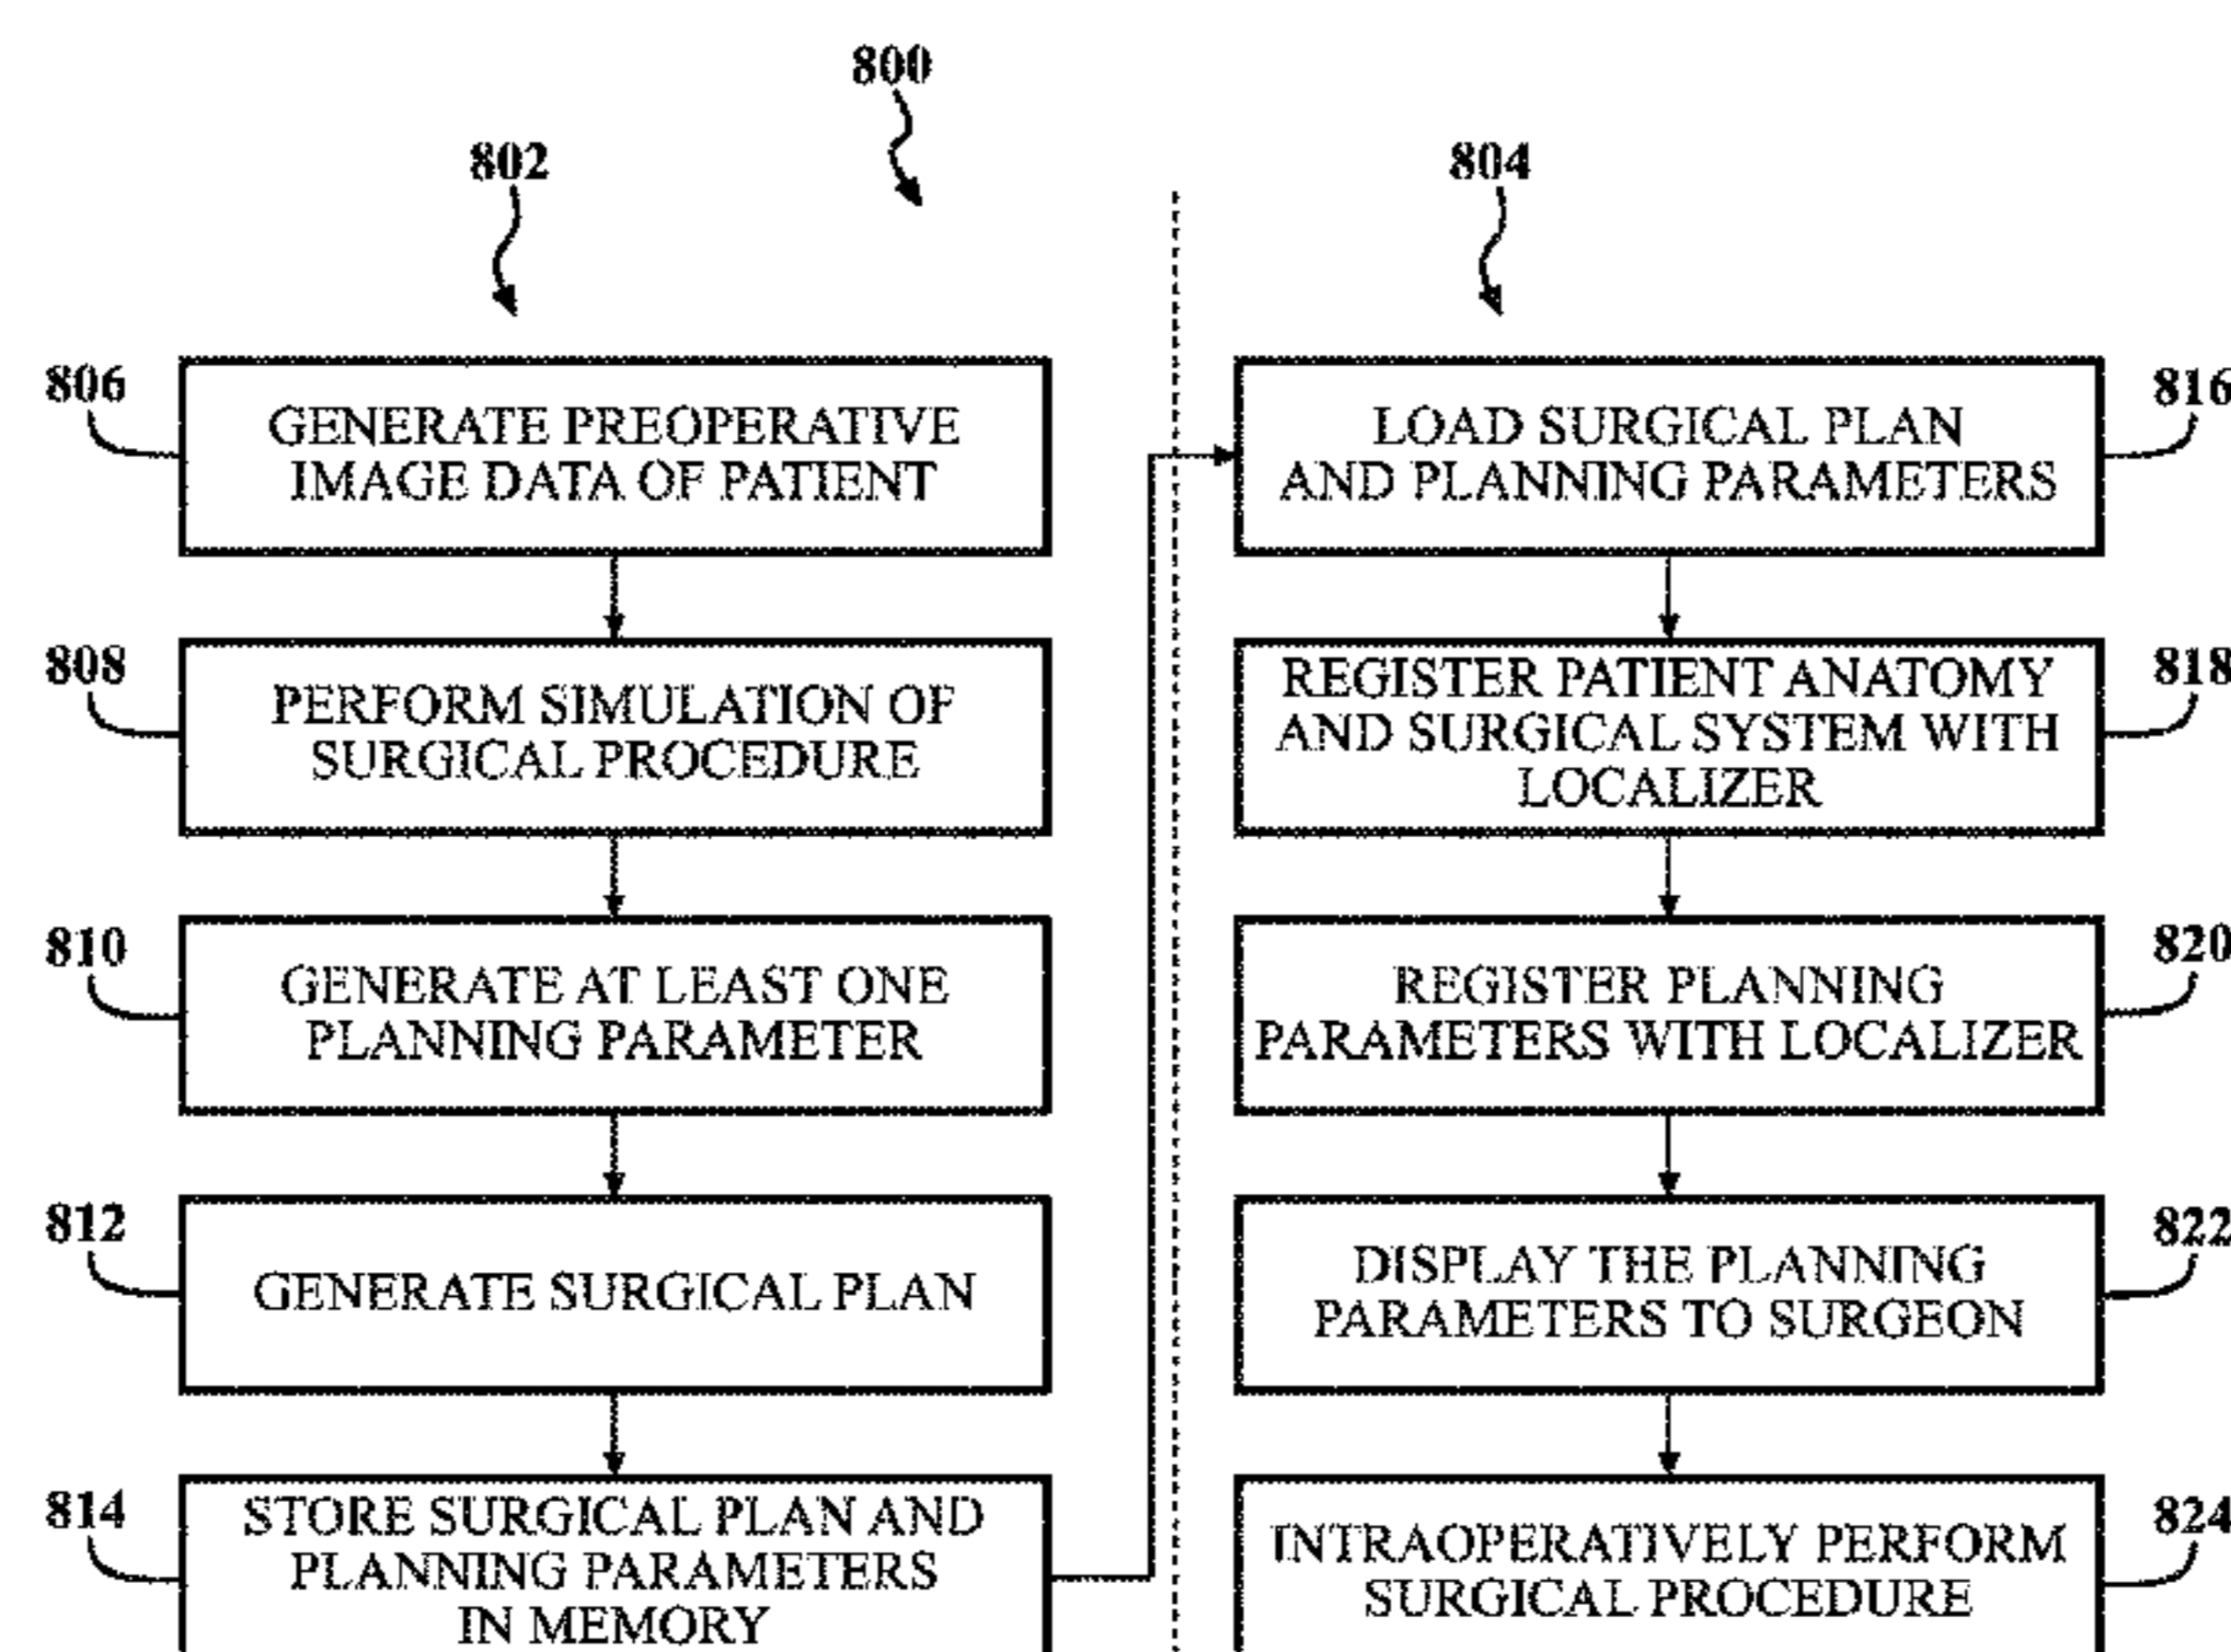 800
802
806
GENERATE PREOPERATIVE
IMAGE DATA OF PATIENT
808
PERFORM SIMULATION OF
SURGICAL PROCEDURE
810
GENERATE AT LEAST ONE
PLANNING PARAMETER
812
GENERATE SURGICAL PLAN
814
STORE SURGICAL PLAN AND
PLANNING PARAMETERS
IN MEMORY
804
LOAD SURGICAL PLAN
AND PLANNING PARAMETERS
816
REGISTER PATIENT ANATOMY
AND SURGICAL SYSTEM WITH
LOCALIZER
818
REGISTER PLANNING
PARAMETERS WITH LOCALIZER
820
DISPLAY THE PLANNING
PARAMETERS TO SURGEON
822
INTRAOPERATIVELY PERFORM
SURGICAL PROCEDURE
824